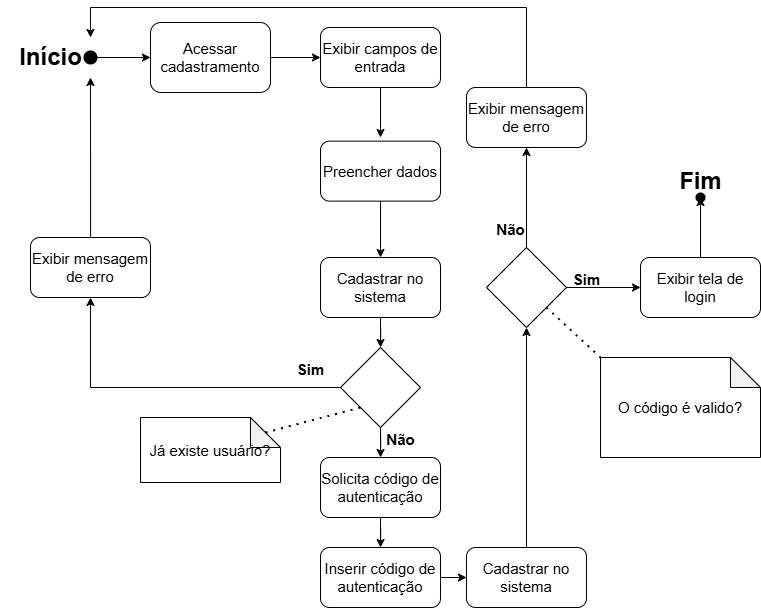 Início
Acessar
cadastramento
Exibir campos de
entrada
Preencher dados
Cadastrar no
sistema
Sim
Já existe usuário?
Exibir mensagem
de erro
Não
Solicita código de
autenticação
Inserir código de
autenticação
Cadastrar no
sistema
O código é valido?
Não
Exibir mensagem
de erro
Sim
Exibir tela de
login
Fim